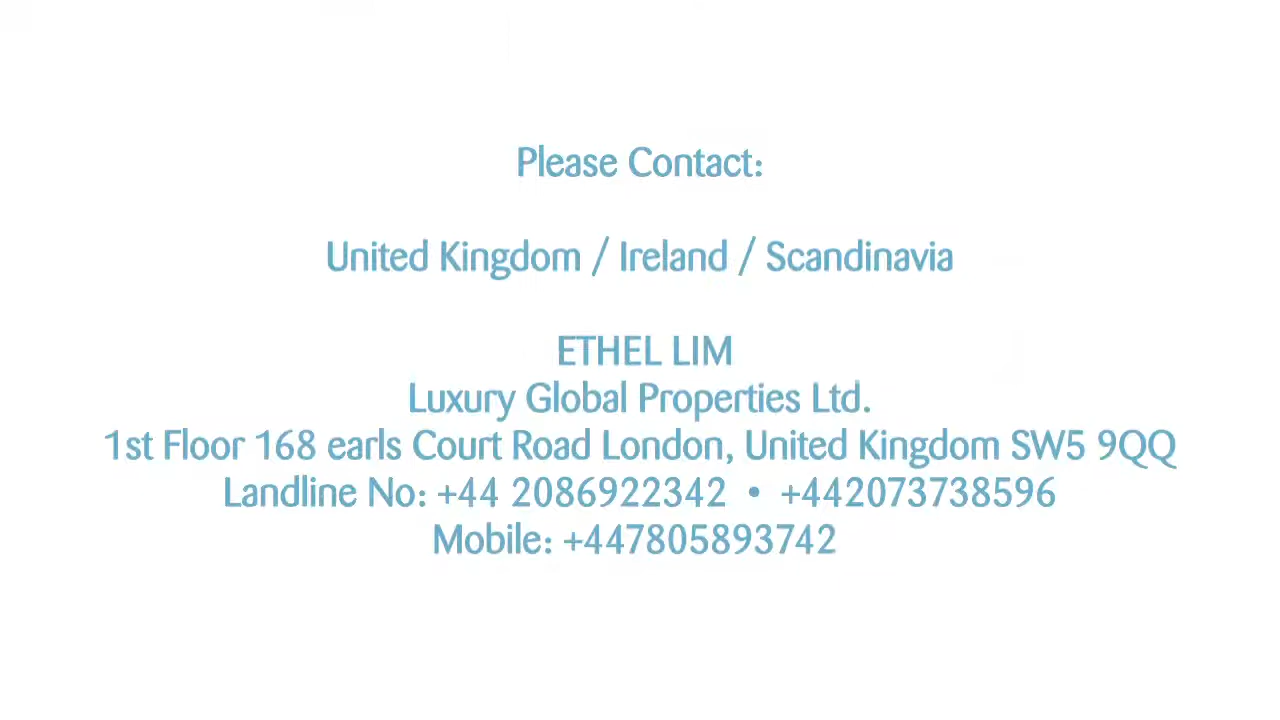 Please Contact:
United Kingdom / Ireland / Scandinavia
ETHEL LIM
Luxury Global Properties Ltd.
1st Floor 168 earls Court Road London, United Kingdom SW5 9QQ
Landline No: +44 2086922342 • +442073738596
Mobile: +447805893742